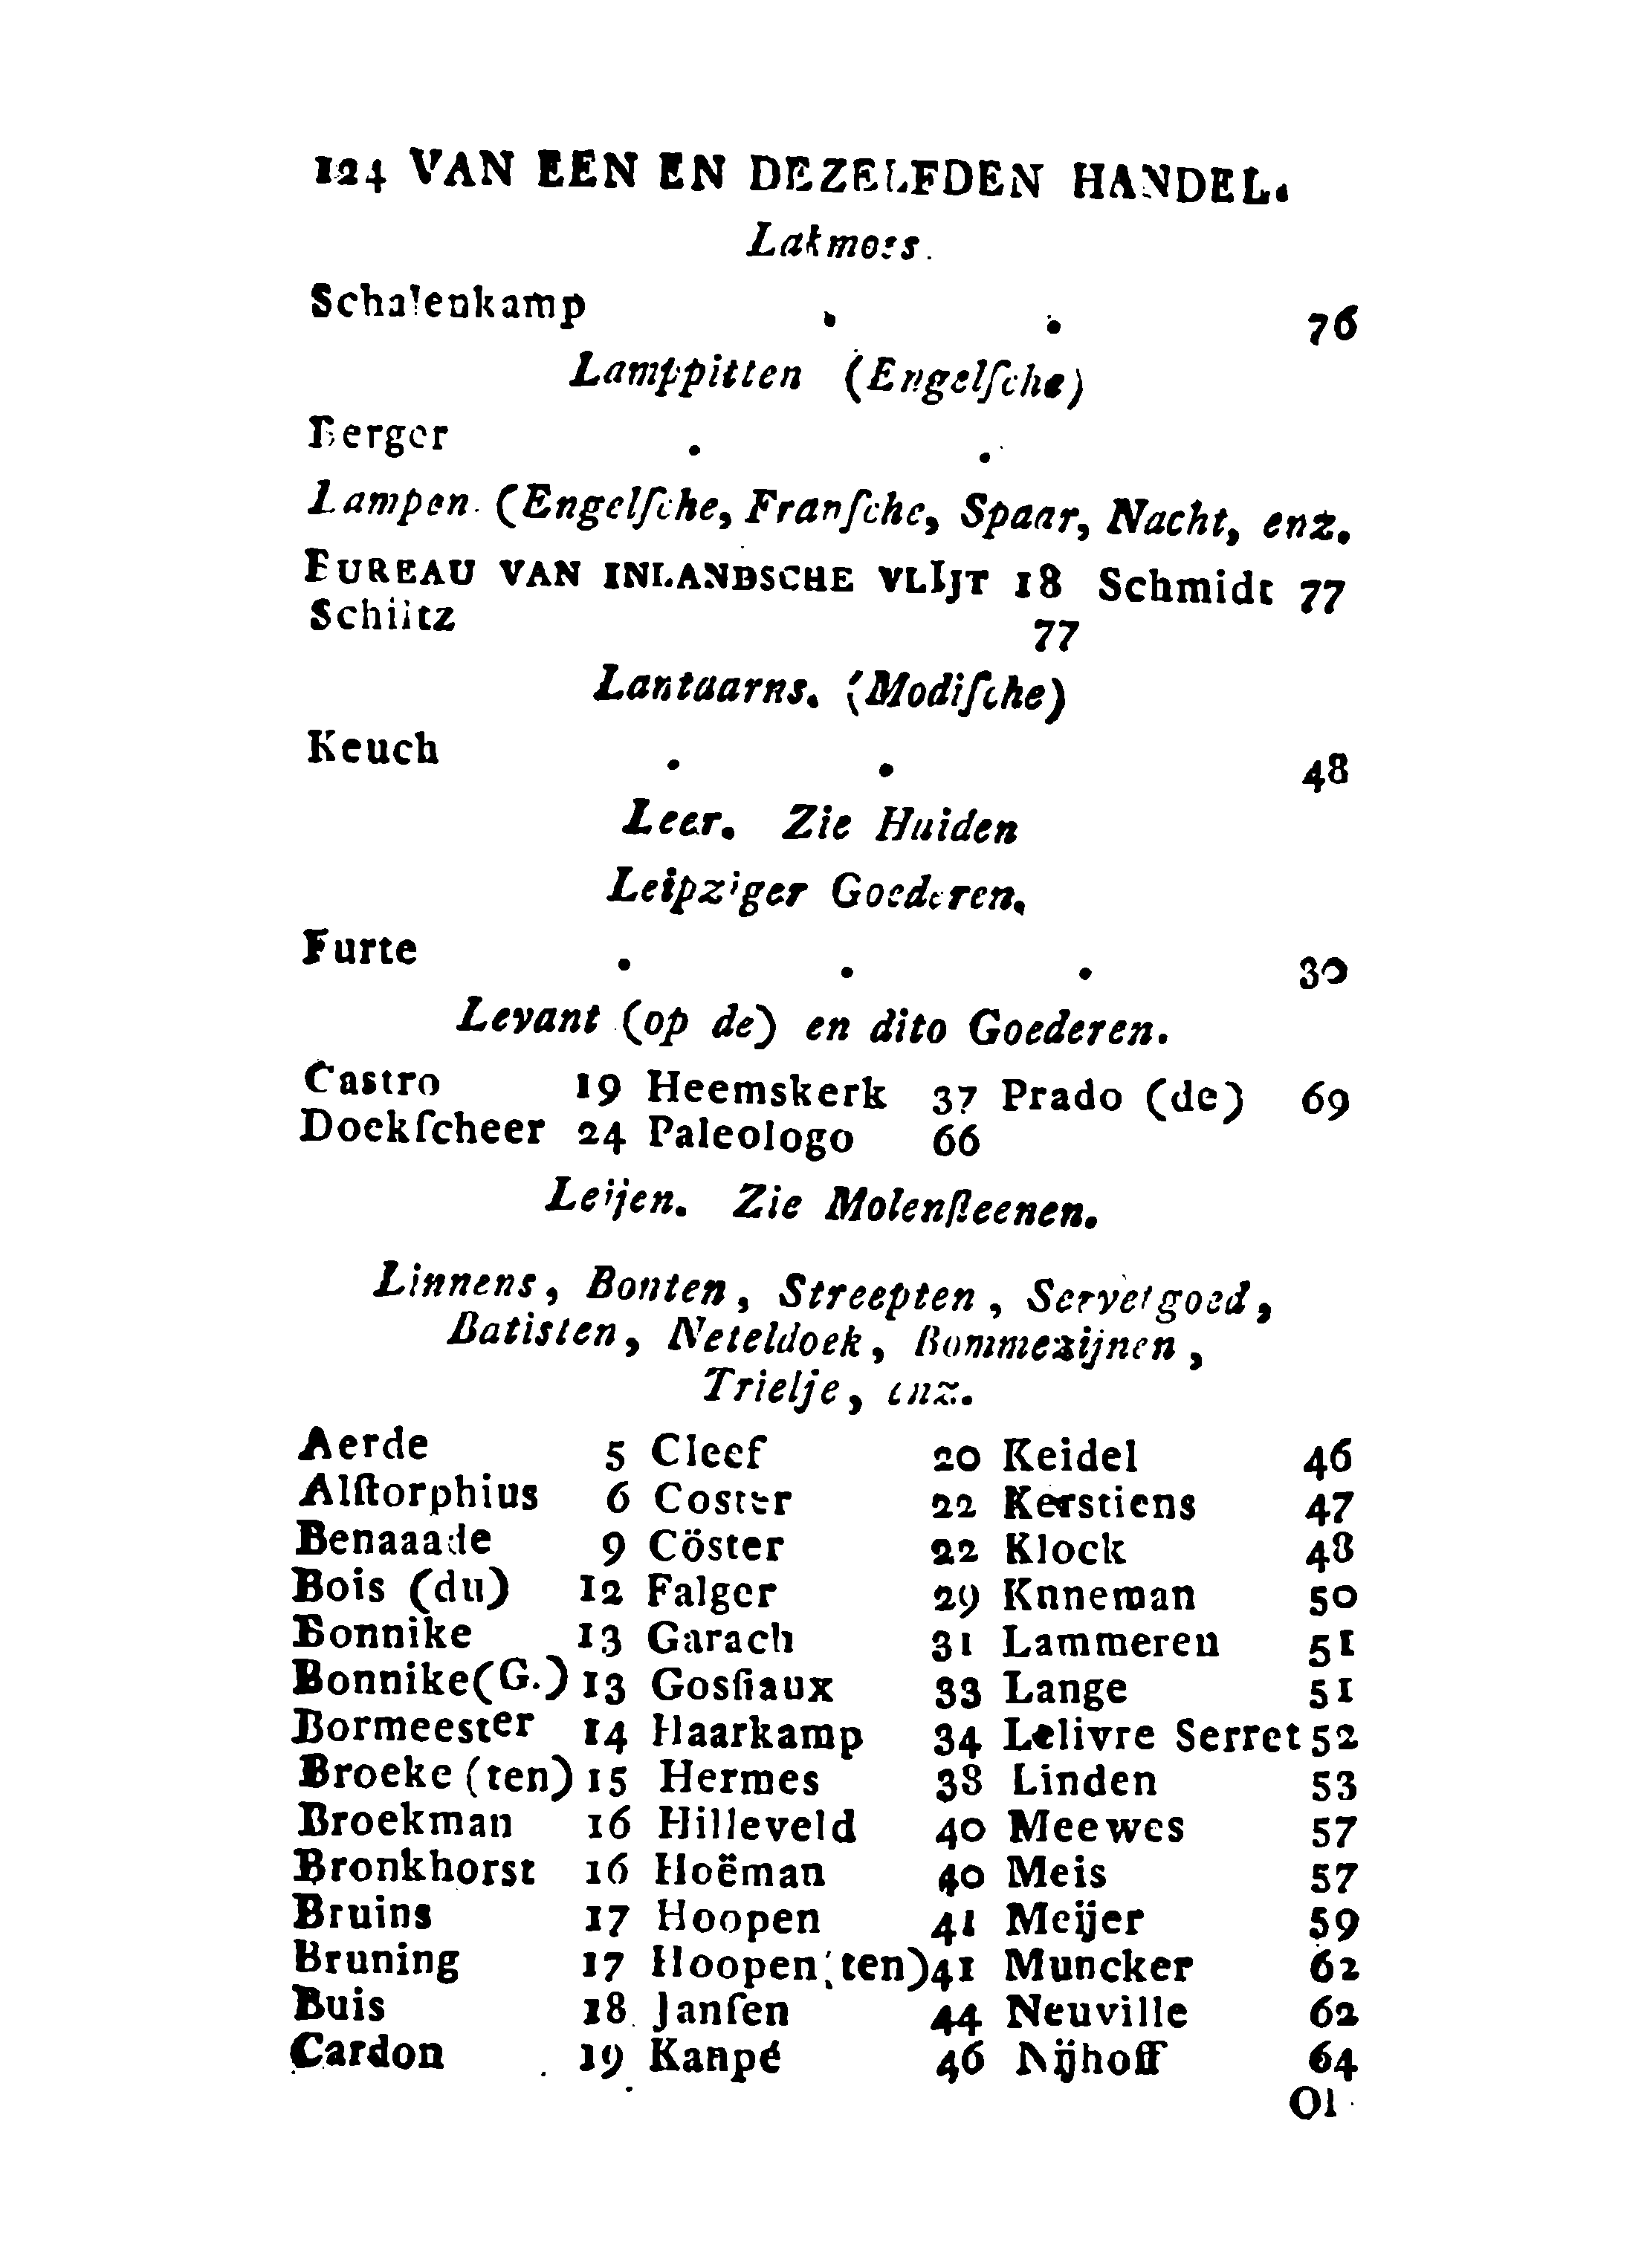 124 VAN EEN EN DEZELFDEN HANDEL.
Lakmoes.
Schalenkamp . . 76
Lamppitten (Engelſche)
Berger . .
Lampen. (Engelſche, Franſche, Spaar, Nacht, enz.
BUREAU VAN INLANDSCHE VLIJT 18 Schmidt 77
Schütz 77
Lantaarns. (Modiſche)
Keuch . . 48
Leer. Zie Huiden
Leipziger Goederen.
Furte . . . 30
Levant (op de) en dito Goederen.
Castro 19 Heemskerk 37 Prado (de) 69
Doekſcheer 24 Paleologo 66
Leijen. Zie Molenſteenen.
Linnens, Bonten, Streepten, Servetgoed,
Batisten, Neteldoek, Bommezijnen,
Trielje, enz.
Aerde 5 Cleef 20 Keidel 46
Alſtorphius 6 Coster 22 Kerstiens 47
Benaaade 9 Cöster 22 Klock 48
Bois (du) 12 Falger 29 Knneman 50
Bonnike 13 Garach 31 Lammeren 51
Bonnike (G.) 13 Gosſiaux 33 Lange 51
Bormeester 14 Haarkamp 34 Lelivre Serret 52
Broeke (ten) 15 Hermes 38 Linden 53
Broekman 16 Hilleveld 40 Meewes 57
Bronkhorst 16 Hoëman 40 Meis 57
Bruins 17 Hoopen 41 Meijer 59
Bruning 17 Hoopen (ten) 41 Muncker 62
Buis 18 Janſen 44 Neuville 62
Cardon 19 Kanpé 46 Nijhoff 64
Ol